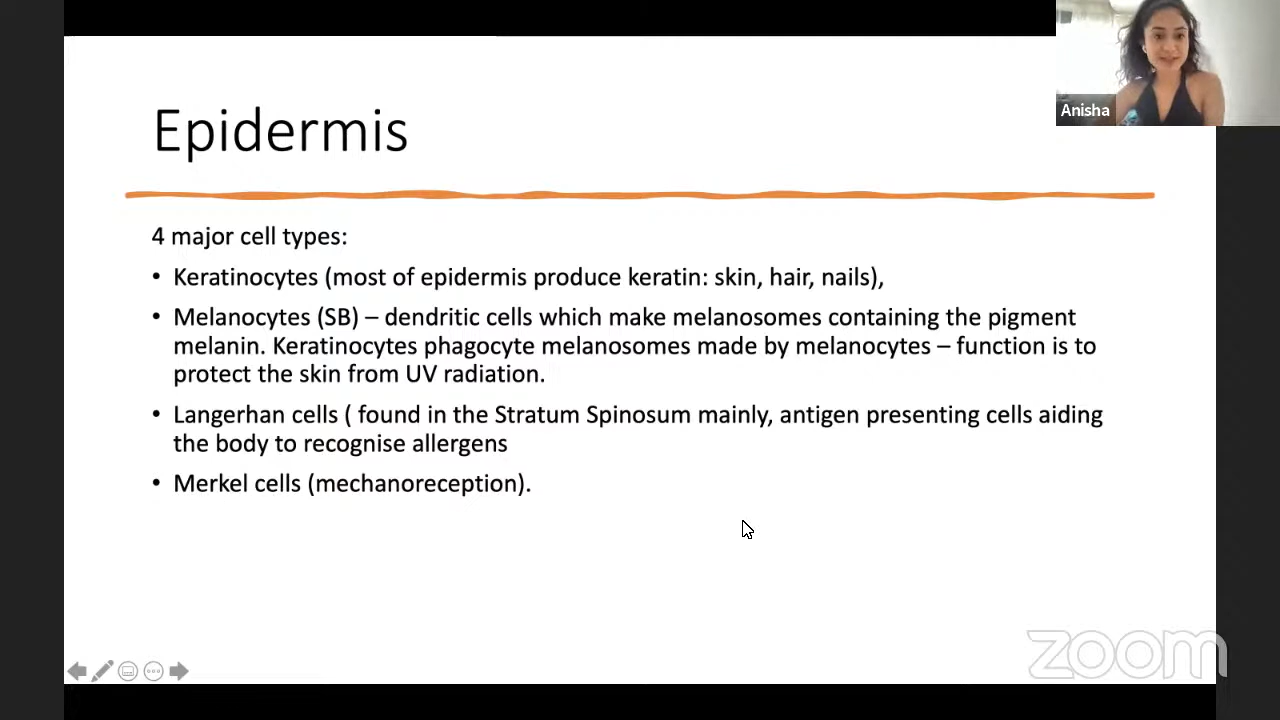 Anisha
Epidermis
4 major cell types:
• Keratinocytes (most of epidermis produce keratin: skin, hair, nails),
• Melanocytes (SB) – dendritic cells which make melanosomes containing the pigment
melanin. Keratinocytes phagocyte melanosomes made by melanocytes – function is to
protect the skin from UV radiation.
• Langerhan cells ( found in the Stratum Spinosum mainly, antigen presenting cells aiding
the body to recognise allergens
• Merkel cells (mechanoreception).
zoom